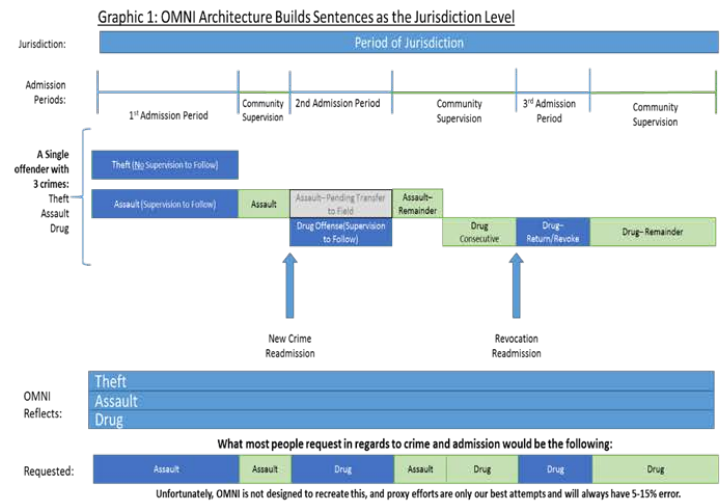 Graphic 1: OMNI Architecture Builds Sentences as the Jurisdiction Level
Jurisdiction:
Period of Jurisdiction
Admission
Periods:
1st Admission Period
Community
Supervision
2nd Admission Period
Community
Supervision
3rd Admission
Period
Community
Supervision
A Single
offender with
3 crimes:
Theft
Assault
Drug
Theft (No Supervision to Follow)
Assault (Supervision to Follow)
Assault
Assault– Pending Transfer
to Field
Assault–
Remainder
Drug Offense(Supervision
to Follow)
Drug
Consecutive
Drug–
Return/Revoke
Drug– Remainder
New Crime
Readmission
Revocation
Readmission
OMNI
Reflects:
Theft
Assault
Drug
What most people request in regards to crime and admission would be the following:
Requested:
Assault
Assault
Drug
Assault
Drug
Drug
Drug
Unfortunately, OMNI is not designed to recreate this, and proxy efforts are only our best attempts and will always have 5-15% error.